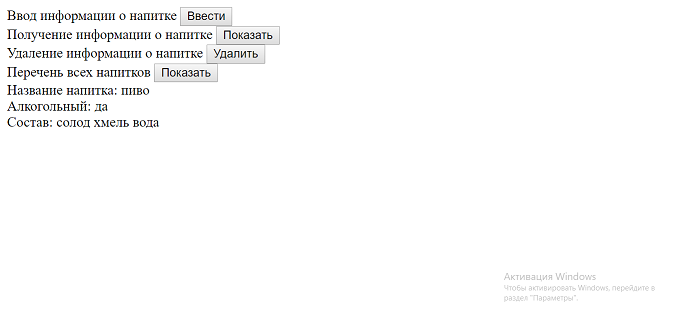 Ввод информации о напитке Ввести
Получение информации о напитке Показать
Удаление информации о напитке Удалить
Перечень всех напитков Показать
Название напитка: пиво
Алкогольный: да
Состав: солод хмель вода
Активация Windows
Чтобы активировать Windows, перейдите в
раздел "Параметры".